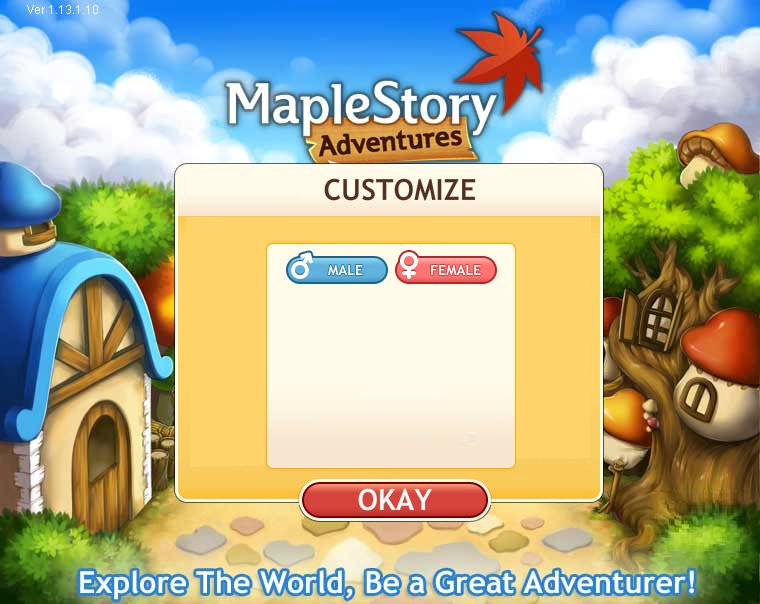 Ver 1.13.1.10
MapleStory
Adventures
CUSTOMIZE
MALE
FEMALE
OKAY
Explore The World, Be a Great Adventurer!